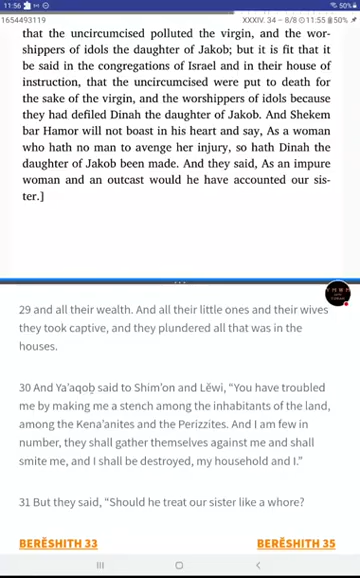 11:56
50%
1654493119
XXXIV. 34 – 8/8 11:55 50%
that the uncircumcised polluted the virgin, and the wor-
shippers of idols the daughter of Jakob; but it is fit that it
be said in the congregations of Israel and in their house of
instruction, that the uncircumcised were put to death for
the sake of the virgin, and the worshippers of idols because
they had defiled Dinah the daughter of Jakob. And Shekem
bar Hamor will not boast in his heart and say, As a woman
who hath no man to avenge her injury, so hath Dinah the
daughter of Jakob been made. And they said, As an impure
woman and an outcast would he have accounted our sis-
ter.]
29 and all their wealth. And all their little ones and their wives
they took captive, and they plundered all that was in the
houses.
30 And Ya‛aqoḇ said to Shim‛on and Lěwi, “You have troubled
me by making me a stench among the inhabitants of the land,
among the Kena‛anites and the Perizzites. And I am few in
number, they shall gather themselves against me and shall
smite me, and I shall be destroyed, my household and I.”
31 But they said, “Should he treat our sister like a whore?
BERĚSHITH 33
BERĚSHITH 35